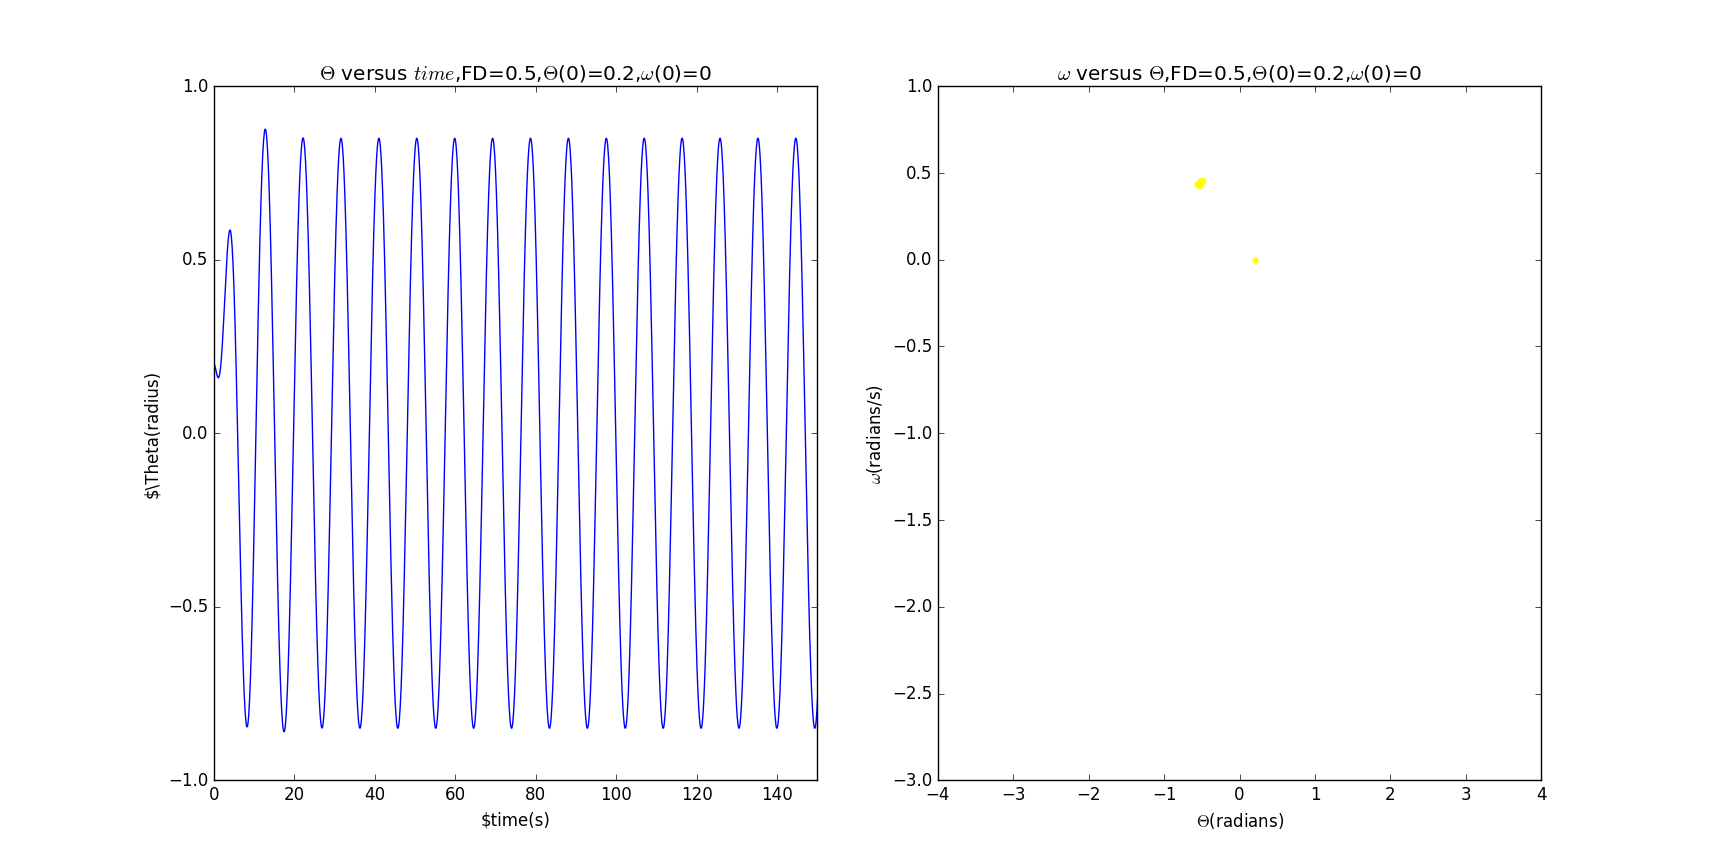 Θ versus time,FD=0.5,Θ(0)=0.2,ω(0)=0
1.0
0.5
0.0
−0.5
−1.0
0 20 40 60 80 100 120 140
$time(s)
$\Theta(radius)
ω versus Θ,FD=0.5,Θ(0)=0.2,ω(0)=0
1.0
0.5
0.0
−0.5
−1.0
−1.5
−2.0
−2.5
−3.0
−4 −3 −2 −1 0 1 2 3 4
Θ(radians)
ω(radians/s)